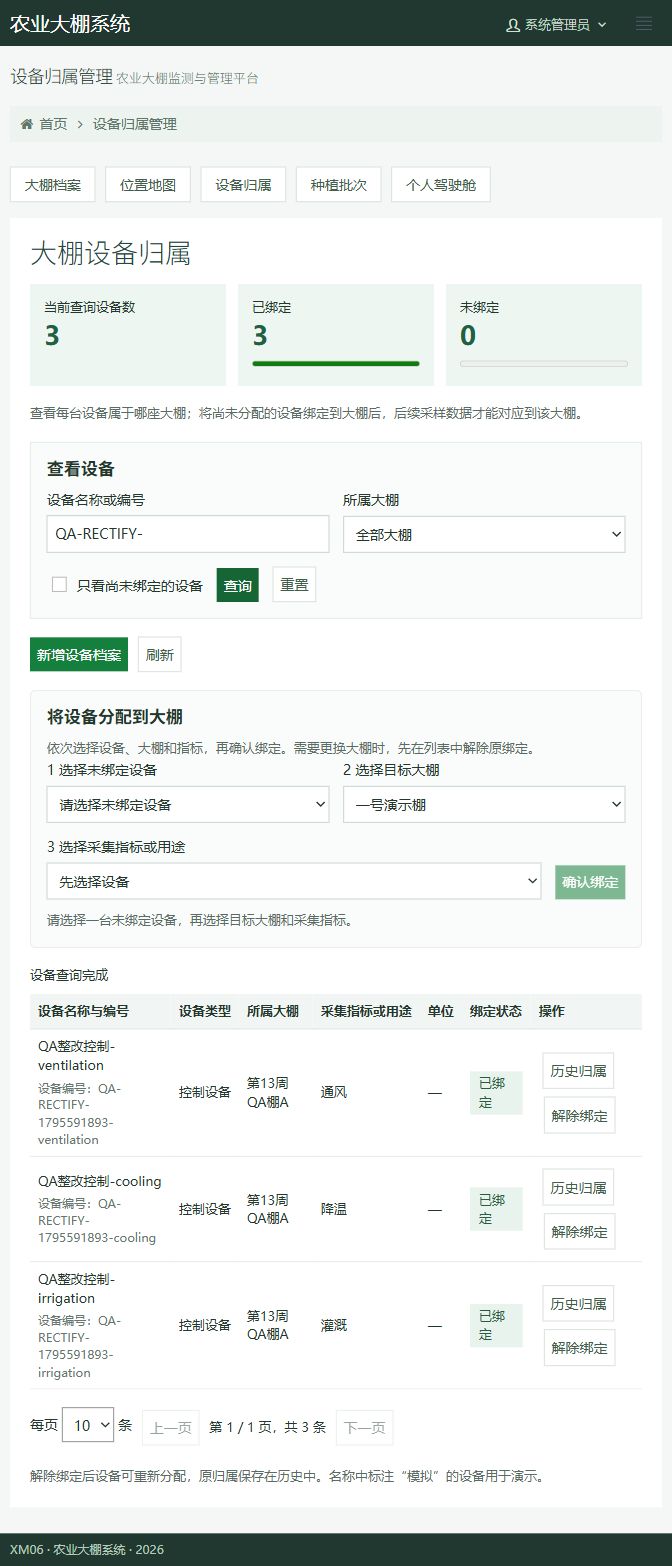 农业大棚系统
系统管理员
设备归属管理 农业大棚监测与管理平台
首页 › 设备归属管理
大棚档案 位置地图 设备归属 种植批次 个人驾驶舱
大棚设备归属
当前查询设备数 已绑定 未绑定
3 3 0
查看每台设备属于哪座大棚；将尚未分配的设备绑定到大棚后，后续采样数据才能对应到该大棚。
查看设备
设备名称或编号 所属大棚
QA-RECTIFY- 全部大棚
只看尚未绑定的设备 查询 重置
新增设备档案 刷新
将设备分配到大棚
依次选择设备、大棚和指标，再确认绑定。需要更换大棚时，先在列表中解除原绑定。
1 选择未绑定设备 2 选择目标大棚
请选择未绑定设备 一号演示棚
3 选择采集指标或用途
先选择设备 确认绑定
请选择一台未绑定设备，再选择目标大棚和采集指标。
设备查询完成
设备名称与编号 设备类型 所属大棚 采集指标或用途 单位 绑定状态 操作
QA整改控制-
ventilation
设备编号：QA-
RECTIFY-
1795591893-
ventilation
控制设备
第13周
QA棚A
通风
—
已绑
定
历史归属
解除绑定
QA整改控制-cooling
设备编号：QA-
RECTIFY-
1795591893-cooling
控制设备
第13周
QA棚A
降温
—
已绑
定
历史归属
解除绑定
QA整改控制-
irrigation
设备编号：QA-
RECTIFY-
1795591893-
irrigation
控制设备
第13周
QA棚A
灌溉
—
已绑
定
历史归属
解除绑定
每页 10 条 上一页 第 1 / 1 页，共 3 条 下一页
解除绑定后设备可重新分配，原归属保存在历史中。名称中标注“模拟”的设备用于演示。
XM06 · 农业大棚系统 · 2026